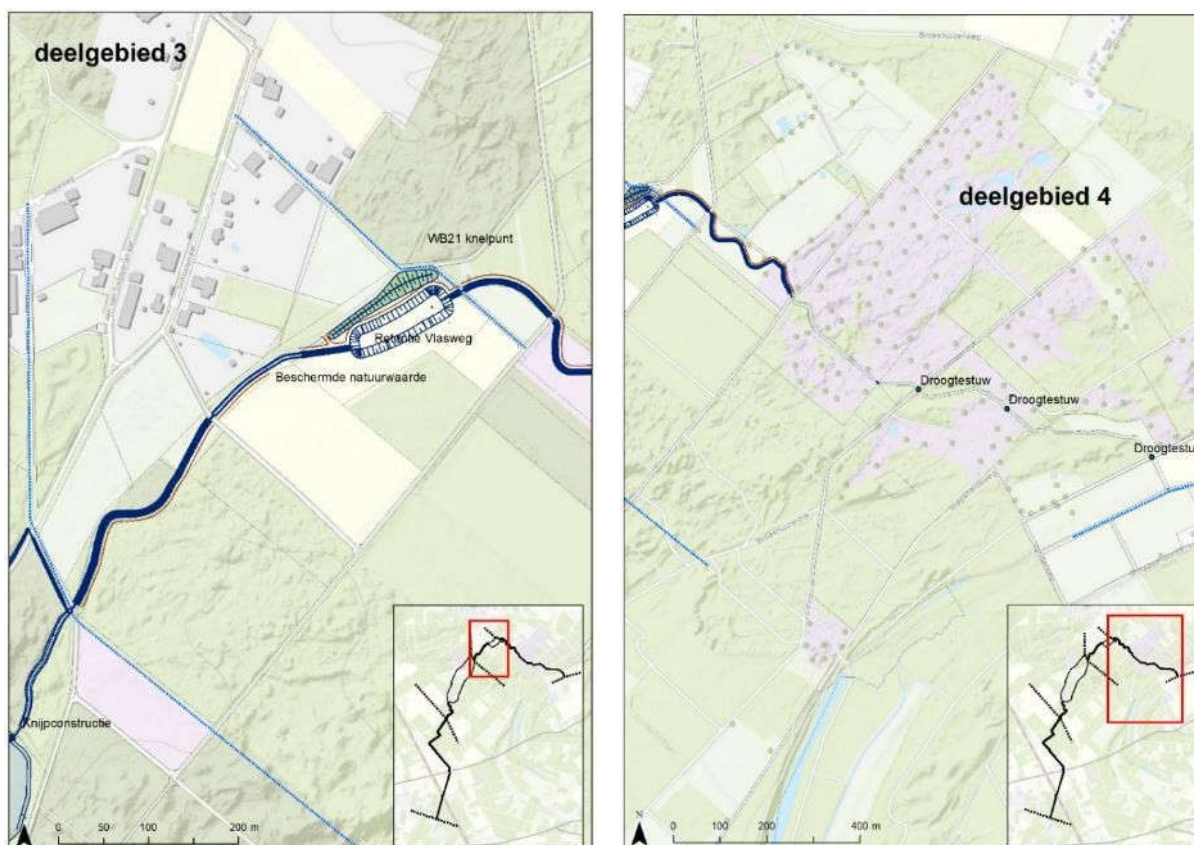 deelgebied 3
WB21 knelpunt
Retentie Vlasweg
Beschermde natuurwaarde
Knijpconstructie
0 50 100 200 m
deelgebied 4
Droogtestuw
Droogtestuw
Droogtestu
N
0 100 200 400 m